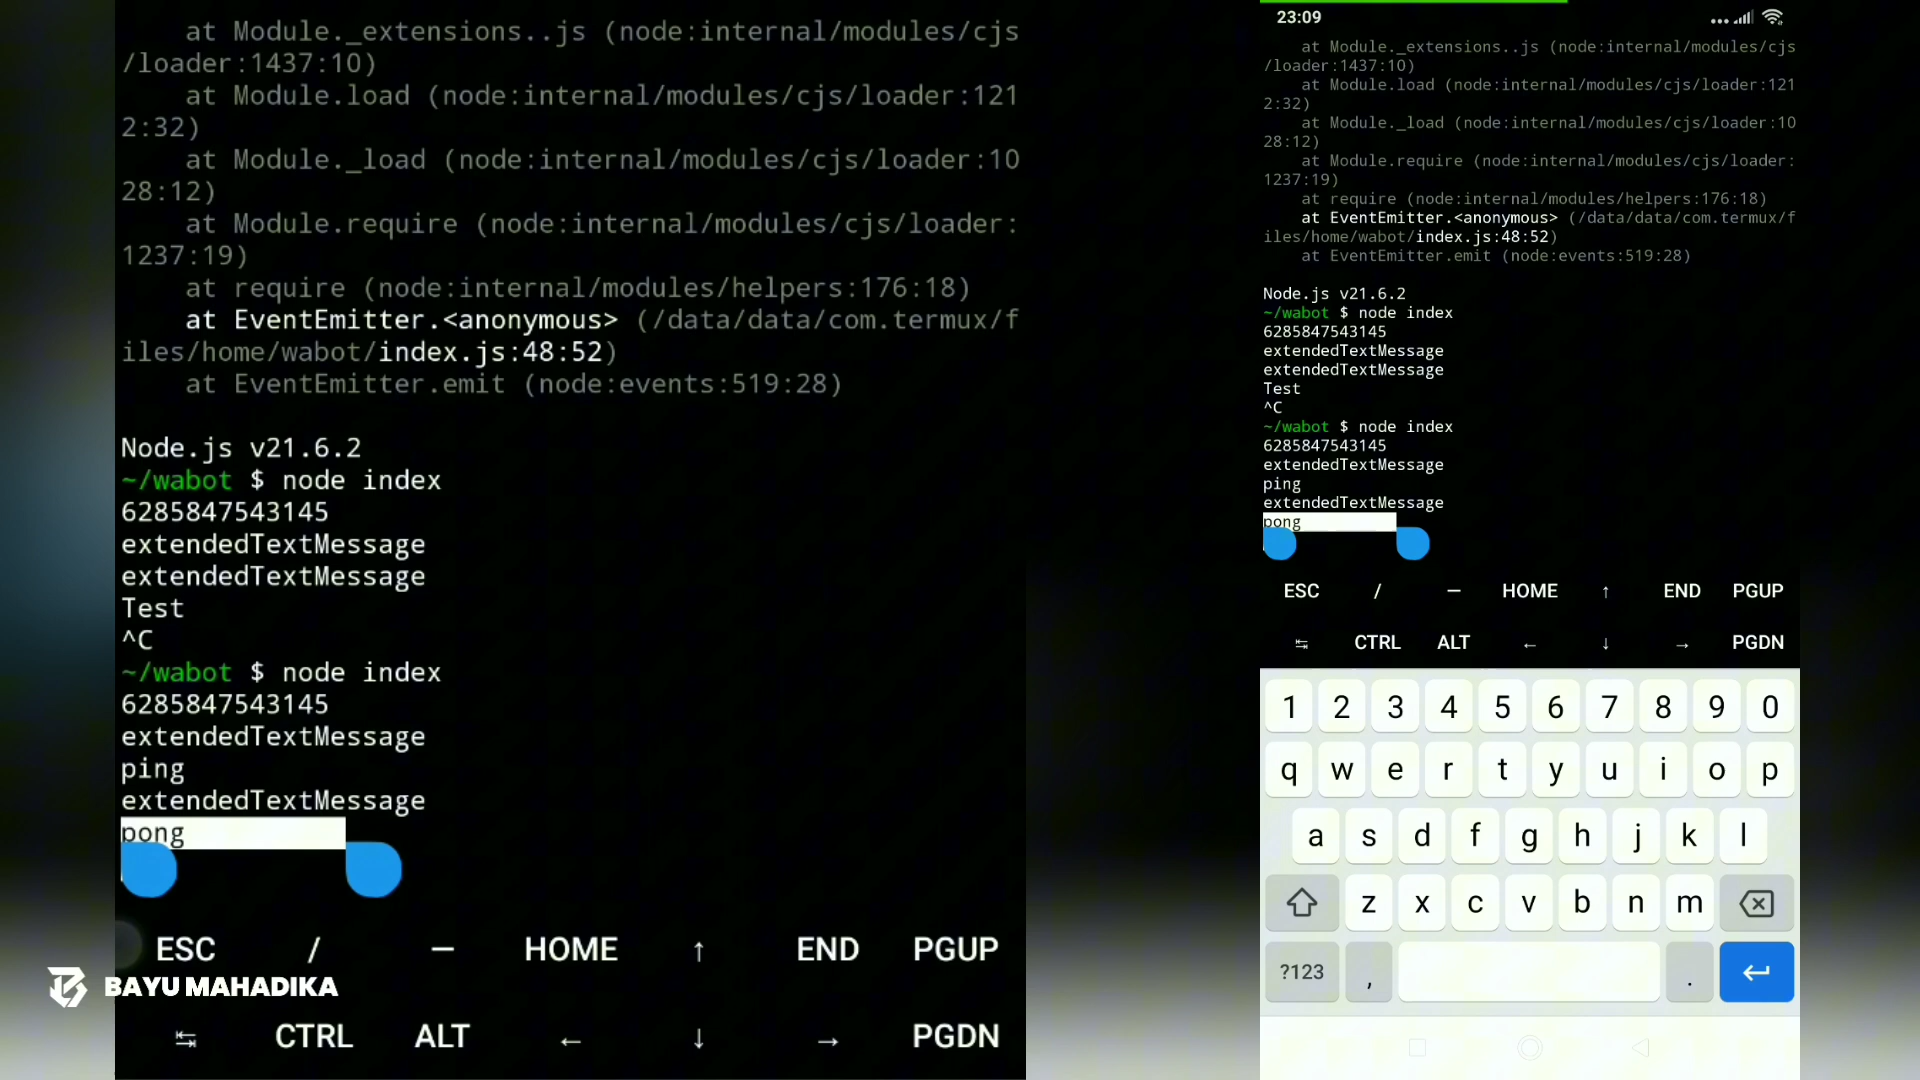 at Module._extensions..js (node:internal/modules/cjs
/loader:1437:10)
at Module.load (node:internal/modules/cjs/loader:121
2:32)
at Module._load (node:internal/modules/cjs/loader:10
28:12)
at Module.require (node:internal/modules/cjs/loader:
1237:19)
at require (node:internal/modules/helpers:176:18)
at EventEmitter.<anonymous> (/data/data/com.termux/f
iles/home/wabot/index.js:48:52)
at EventEmitter.emit (node:events:519:28)
Node.js v21.6.2
~/wabot $ node index
6285847543145
extendedTextMessage
extendedTextMessage
Test
^C
~/wabot $ node index
6285847543145
extendedTextMessage
ping
extendedTextMessage
pong
ESC / — HOME ↑ END PGUP
BAYU MAHADIKA
↹ CTRL ALT ← ↓ → PGDN
23:09
at Module._extensions..js (node:internal/modules/cjs
/loader:1437:10)
at Module.load (node:internal/modules/cjs/loader:121
2:32)
at Module._load (node:internal/modules/cjs/loader:10
28:12)
at Module.require (node:internal/modules/cjs/loader:
1237:19)
at require (node:internal/modules/helpers:176:18)
at EventEmitter.<anonymous> (/data/data/com.termux/f
iles/home/wabot/index.js:48:52)
at EventEmitter.emit (node:events:519:28)
Node.js v21.6.2
~/wabot $ node index
6285847543145
extendedTextMessage
extendedTextMessage
Test
^C
~/wabot $ node index
6285847543145
extendedTextMessage
ping
extendedTextMessage
pong
ESC / — HOME ↑ END PGUP
↹ CTRL ALT ← ↓ → PGDN
1 2 3 4 5 6 7 8 9 0
q w e r t y u i o p
a s d f g h j k l
z x c v b n m
?123 , .